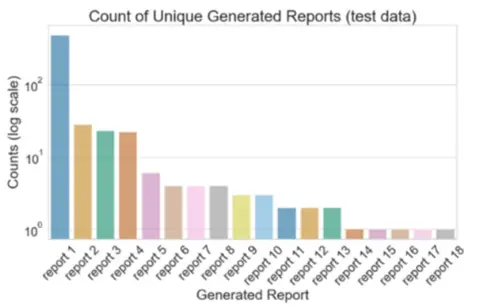 Count of Unique Generated Reports (test data)
Counts (log scale)
10²
10¹
10⁰
report 1
report 2
report 3
report 4
report 5
report 6
report 7
report 8
report 9
report 10
report 11
report 12
report 13
report 14
report 15
report 16
report 17
report 18
Generated Report